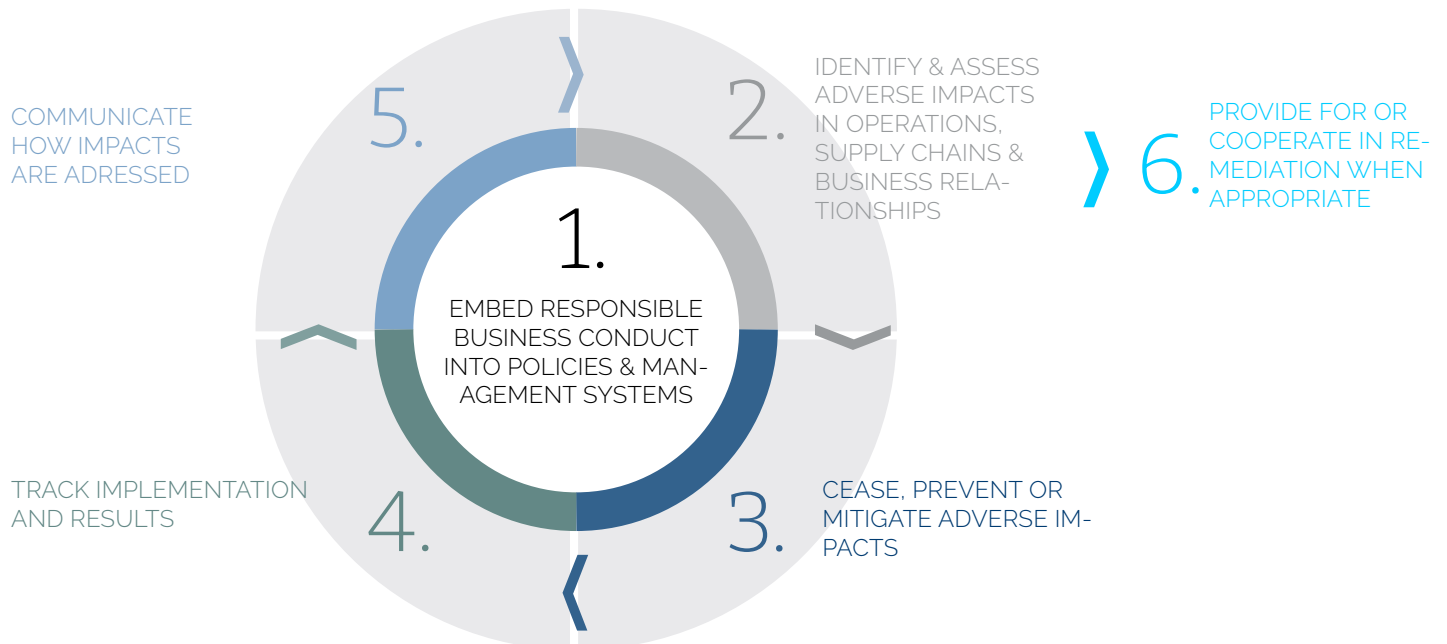 1.
EMBED RESPONSIBLE
BUSINESS CONDUCT
INTO POLICIES & MAN-
AGEMENT SYSTEMS
2.
IDENTIFY & ASSESS
ADVERSE IMPACTS
IN OPERATIONS,
SUPPLY CHAINS &
BUSINESS RELA-
TIONSHIPS
3.
CEASE, PREVENT OR
MITIGATE ADVERSE IM-
PACTS
4.
TRACK IMPLEMENTATION
AND RESULTS
5.
COMMUNICATE
HOW IMPACTS
ARE ADRESSED
6.
PROVIDE FOR OR
COOPERATE IN RE-
MEDIATION WHEN
APPROPRIATE